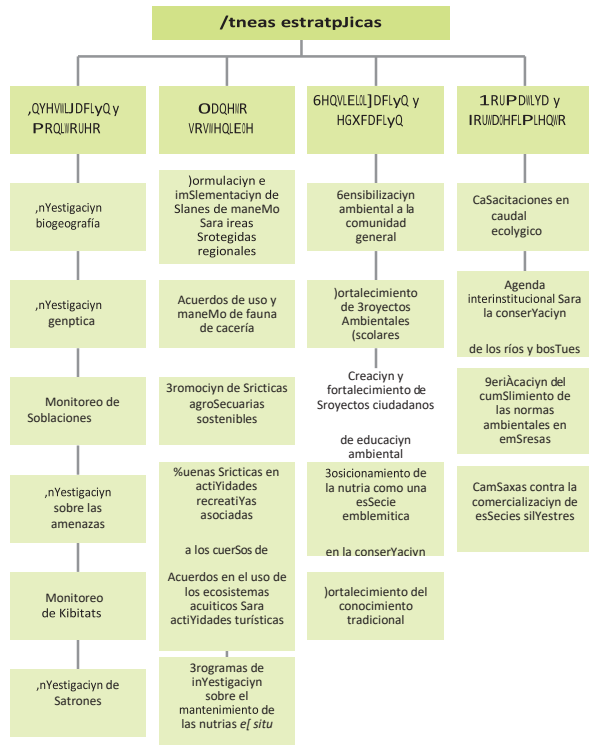 /tneas estratpJicas
,QYHVWLJDFLyQ y
PRQLWRUHR
,nYestigaciyn
biogeografía
,nYestigaciyn
genptica
Monitoreo de
Soblaciones
,nYestigaciyn
sobre las
amenazas
Monitoreo
de Kibitats
,nYestigaciyn de
Satrones
0DQHMR
VRVWHQLEOH
)ormulaciyn e
imSlementaciyn de
Slanes de maneMo
Sara ireas
Srotegidas
regionales
Acuerdos de uso y
maneMo de fauna
de cacería
3romociyn de Sricticas
agroSecuarias
sostenibles
%uenas Sricticas en
actiYidades
recreatiYas
asociadas
a los cuerSos de
Acuerdos en el uso de
los ecosistemas
acuiticos Sara
actiYidades turísticas
3rogramas de
inYestigaciyn
sobre el
mantenimiento de
las nutrias e[ situ
6HQVLELOL]DFLyQ y
HGXFDFLyQ
6ensibilizaciyn
ambiental a la
comunidad
general
)ortalecimiento
de 3royectos
Ambientales
(scolares
Creaciyn y
fortalecimiento de
Sroyectos ciudadanos
de educaciyn
ambiental
3osicionamiento de
la nutria como una
esSecie
emblemitica
en la conserYaciyn
)ortalecimiento del
conocimiento
tradicional
1RUPDWLYD y
IRUWDOHFLPLHQWR
CaSacitaciones en
caudal
ecolygico
Agenda
interinstitucional Sara
la conserYaciyn
de los ríos y bosTues
9eriÀcaciyn del
cumSlimiento de
las normas
ambientales en
emSresas
CamSaxas contra la
comercializaciyn de
esSecies silYestres